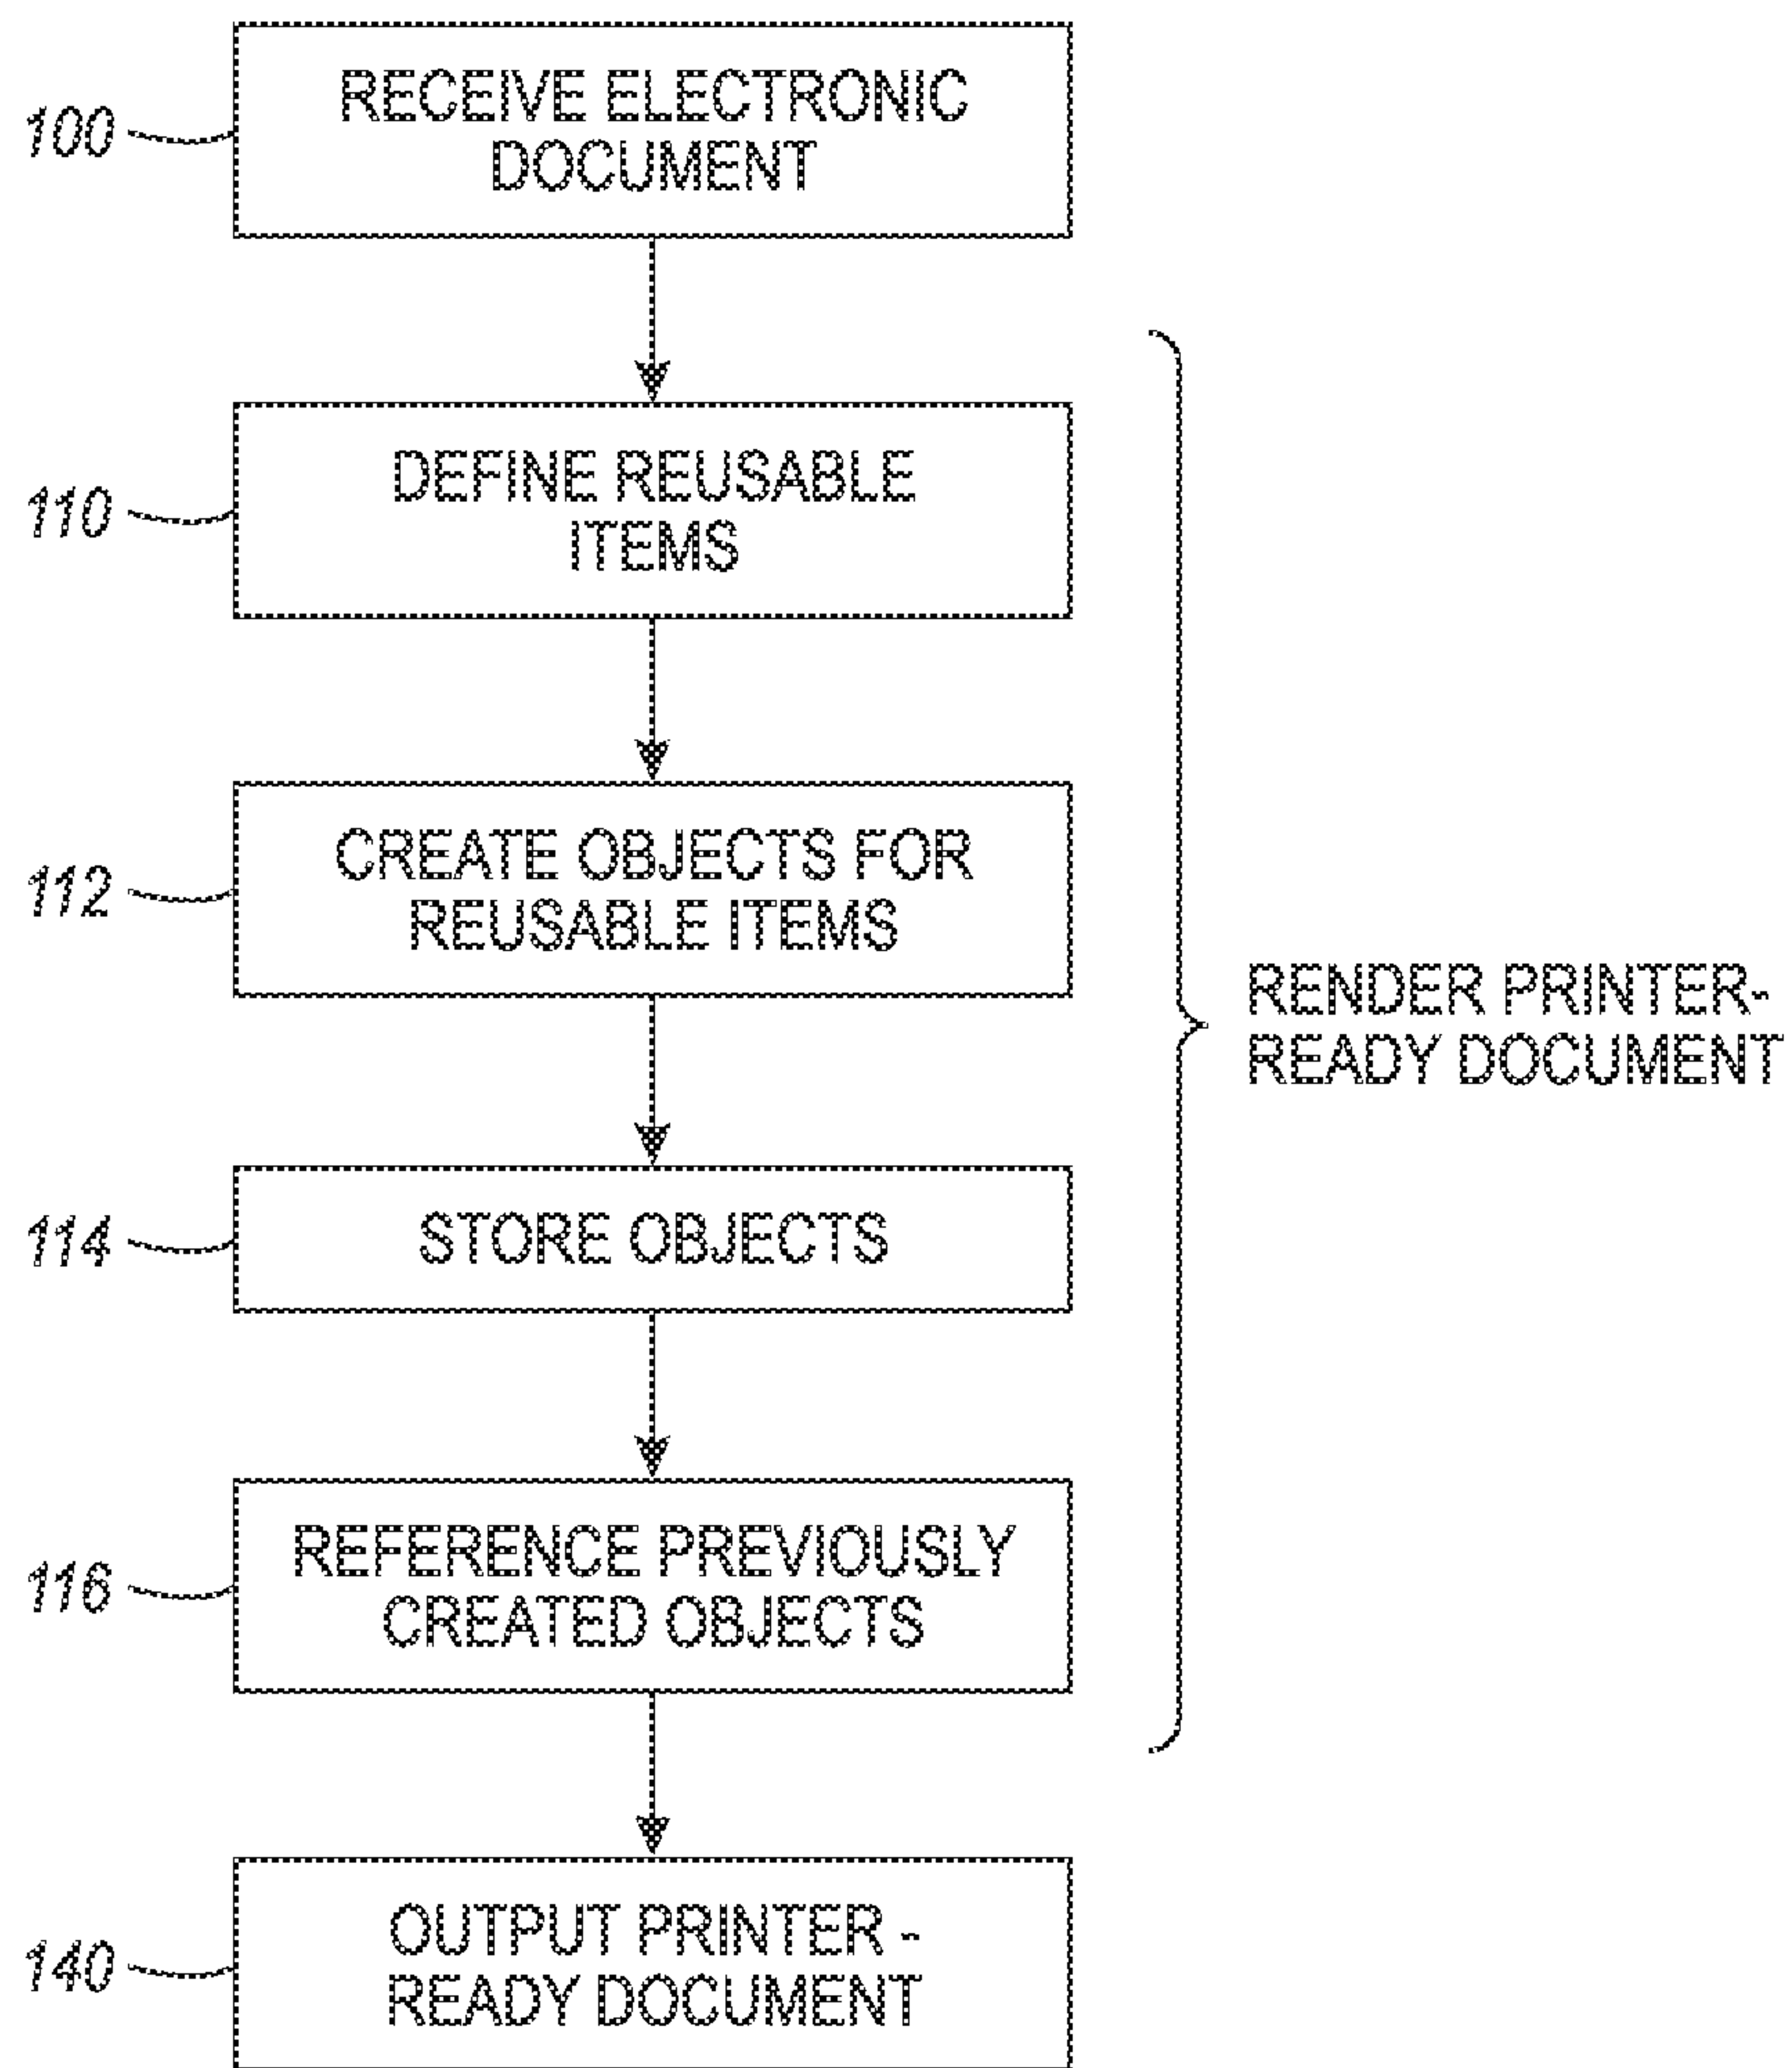 100
RECEIVE ELECTRONIC
DOCUMENT
110
DEFINE REUSABLE
ITEMS
112
CREATE OBJECTS FOR
REUSABLE ITEMS
RENDER PRINTER-
READY DOCUMENT
114
STORE OBJECTS
116
REFERENCE PREVIOUSLY
CREATED OBJECTS
140
OUTPUT PRINTER -
READY DOCUMENT